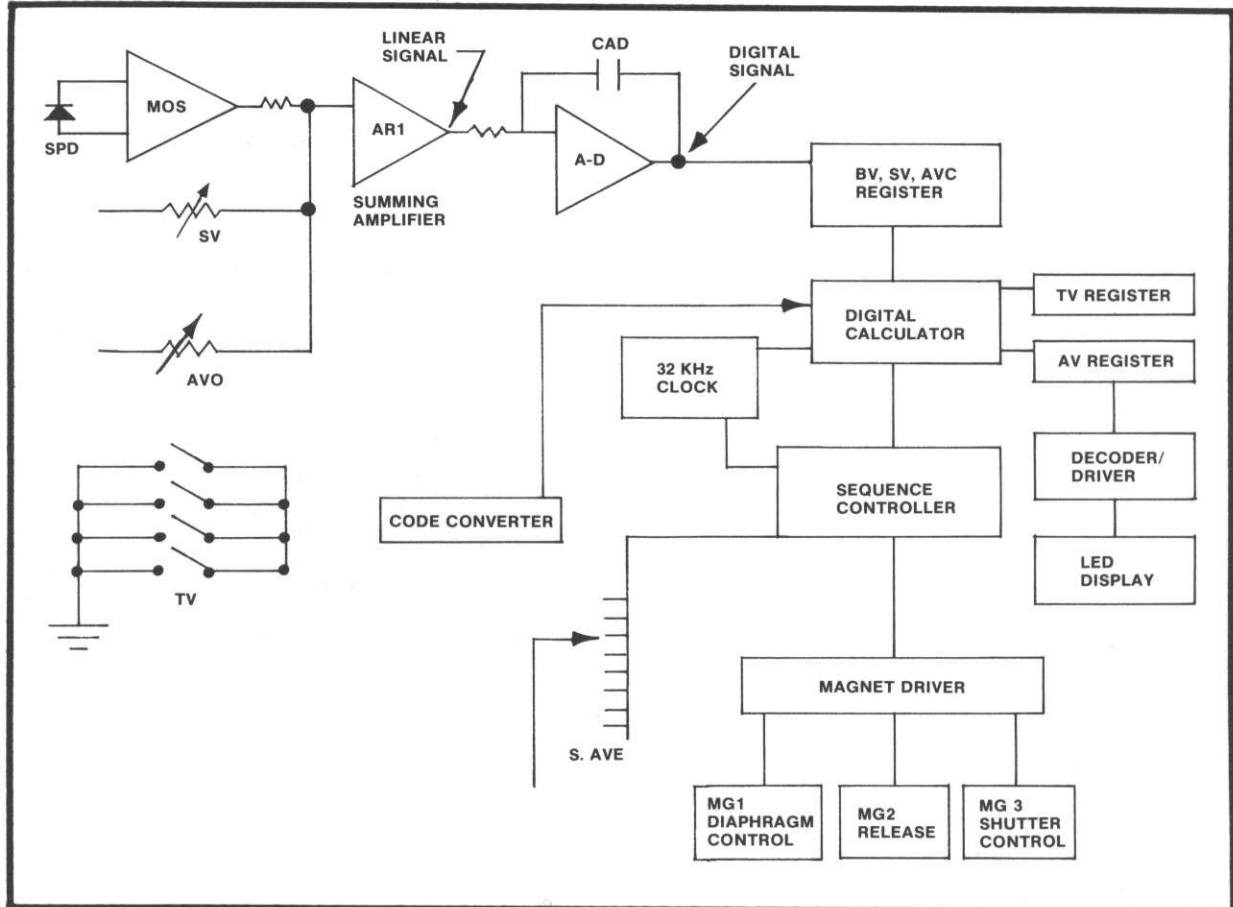 LINEAR
SIGNAL
CAD
DIGITAL
SIGNAL
MOS
SPD
AR1
A-D
SUMMING
AMPLIFIER
BV, SV, AVC
REGISTER
SV
AVO
DIGITAL
CALCULATOR
TV REGISTER
32 KHz
CLOCK
AV REGISTER
DECODER/
DRIVER
SEQUENCE
CONTROLLER
CODE CONVERTER
LED
DISPLAY
TV
MAGNET DRIVER
S. AVE
MG1
DIAPHRAGM
CONTROL
MG2
RELEASE
MG 3
SHUTTER
CONTROL